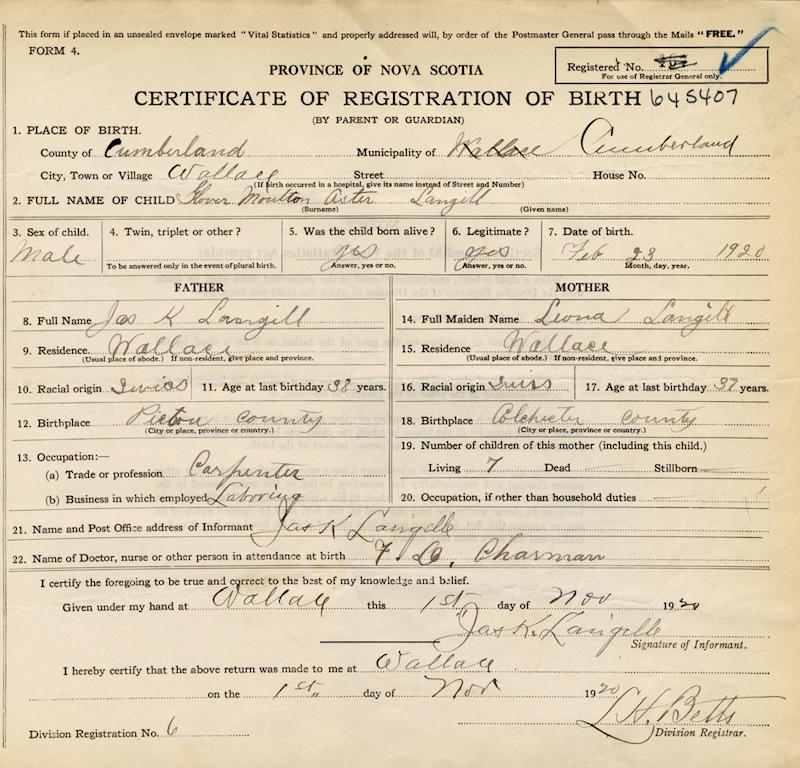 This form if placed in an unsealed envelope marked "Vital Statistics" and properly addressed will, by order of the Postmaster General pass through the Mails "FREE."
FORM 4.
PROVINCE OF NOVA SCOTIA
Registered No.
For use of Registrar General only.
CERTIFICATE OF REGISTRATION OF BIRTH 645407
(BY PARENT OR GUARDIAN)
1. PLACE OF BIRTH.
County of Cumberland Municipality of Wallace Cumberland
City, Town or Village Wallace Street House No.
(If birth occurred in a hospital, give its name instead of Street and Number)
2. FULL NAME OF CHILD Glover Moulton Aster Langill
(Surname) (Given name)
3. Sex of child. 4. Twin, triplet or other? 5. Was the child born alive? 6. Legitimate? 7. Date of birth.
Male yes yes Feb 23 1920
To be answered only in the event of plural birth. Answer, yes or no. Answer, yes or no. Month, day, year.
FATHER
8. Full Name Jas K Langill
9. Residence Wallace
(Usual place of abode.) If non-resident, give place and province.
10. Racial origin Swiss 11. Age at last birthday 38 years.
12. Birthplace Pictou County
(City or place, province or country.)
13. Occupation:—
(a) Trade or profession Carpenter
(b) Business in which employed Laboring
MOTHER
14. Full Maiden Name Leona Langill
15. Residence Wallace
(Usual place of abode.) If non-resident, give place and province.
16. Racial origin Swiss 17. Age at last birthday 37 years.
18. Birthplace Colchester County
(City or place, province or country.)
19. Number of children of this mother (including this child.)
Living 7 Dead — Stillborn —
20. Occupation, if other than household duties —
21. Name and Post Office address of Informant Jas K Langille
22. Name of Doctor, nurse or other person in attendance at birth F. Charman
I certify the foregoing to be true and correct to the best of my knowledge and belief.
Given under my hand at Wallace this 1st day of Nov 1920
Jas K. Langille
Signature of Informant.
I hereby certify that the above return was made to me at Wallace
on the 1st day of Nov 1920
L. H. Betts
Division Registrar.
Division Registration No. 6